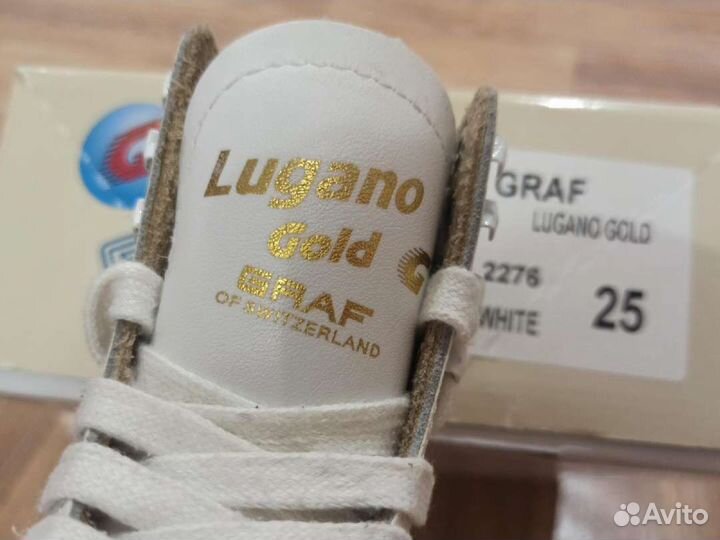 Lugano
Gold
GRAF
OF SWITZERLAND
G
GRAF
LUGANO GOLD
2276
WHITE
25
Avito